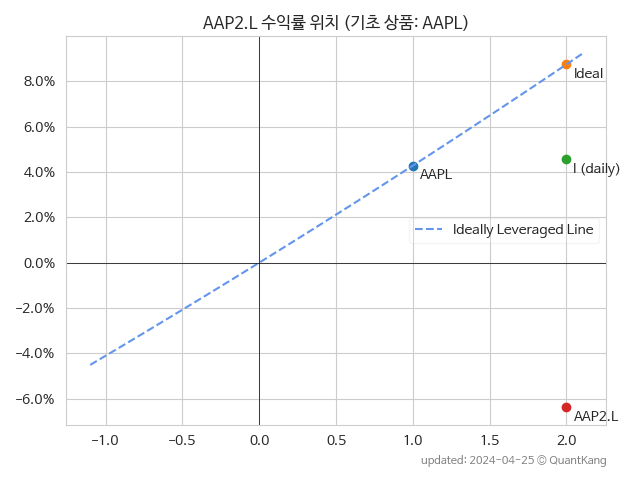 AAP2.L 수익률 위치 (기초 상품: AAPL)
8.0%
6.0%
4.0%
2.0%
0.0%
−2.0%
−4.0%
−6.0%
Ideal
I (daily)
AAPL
Ideally Leveraged Line
AAP2.L
−1.0 −0.5 0.0 0.5 1.0 1.5 2.0
updated: 2024-04-25 © QuantKang